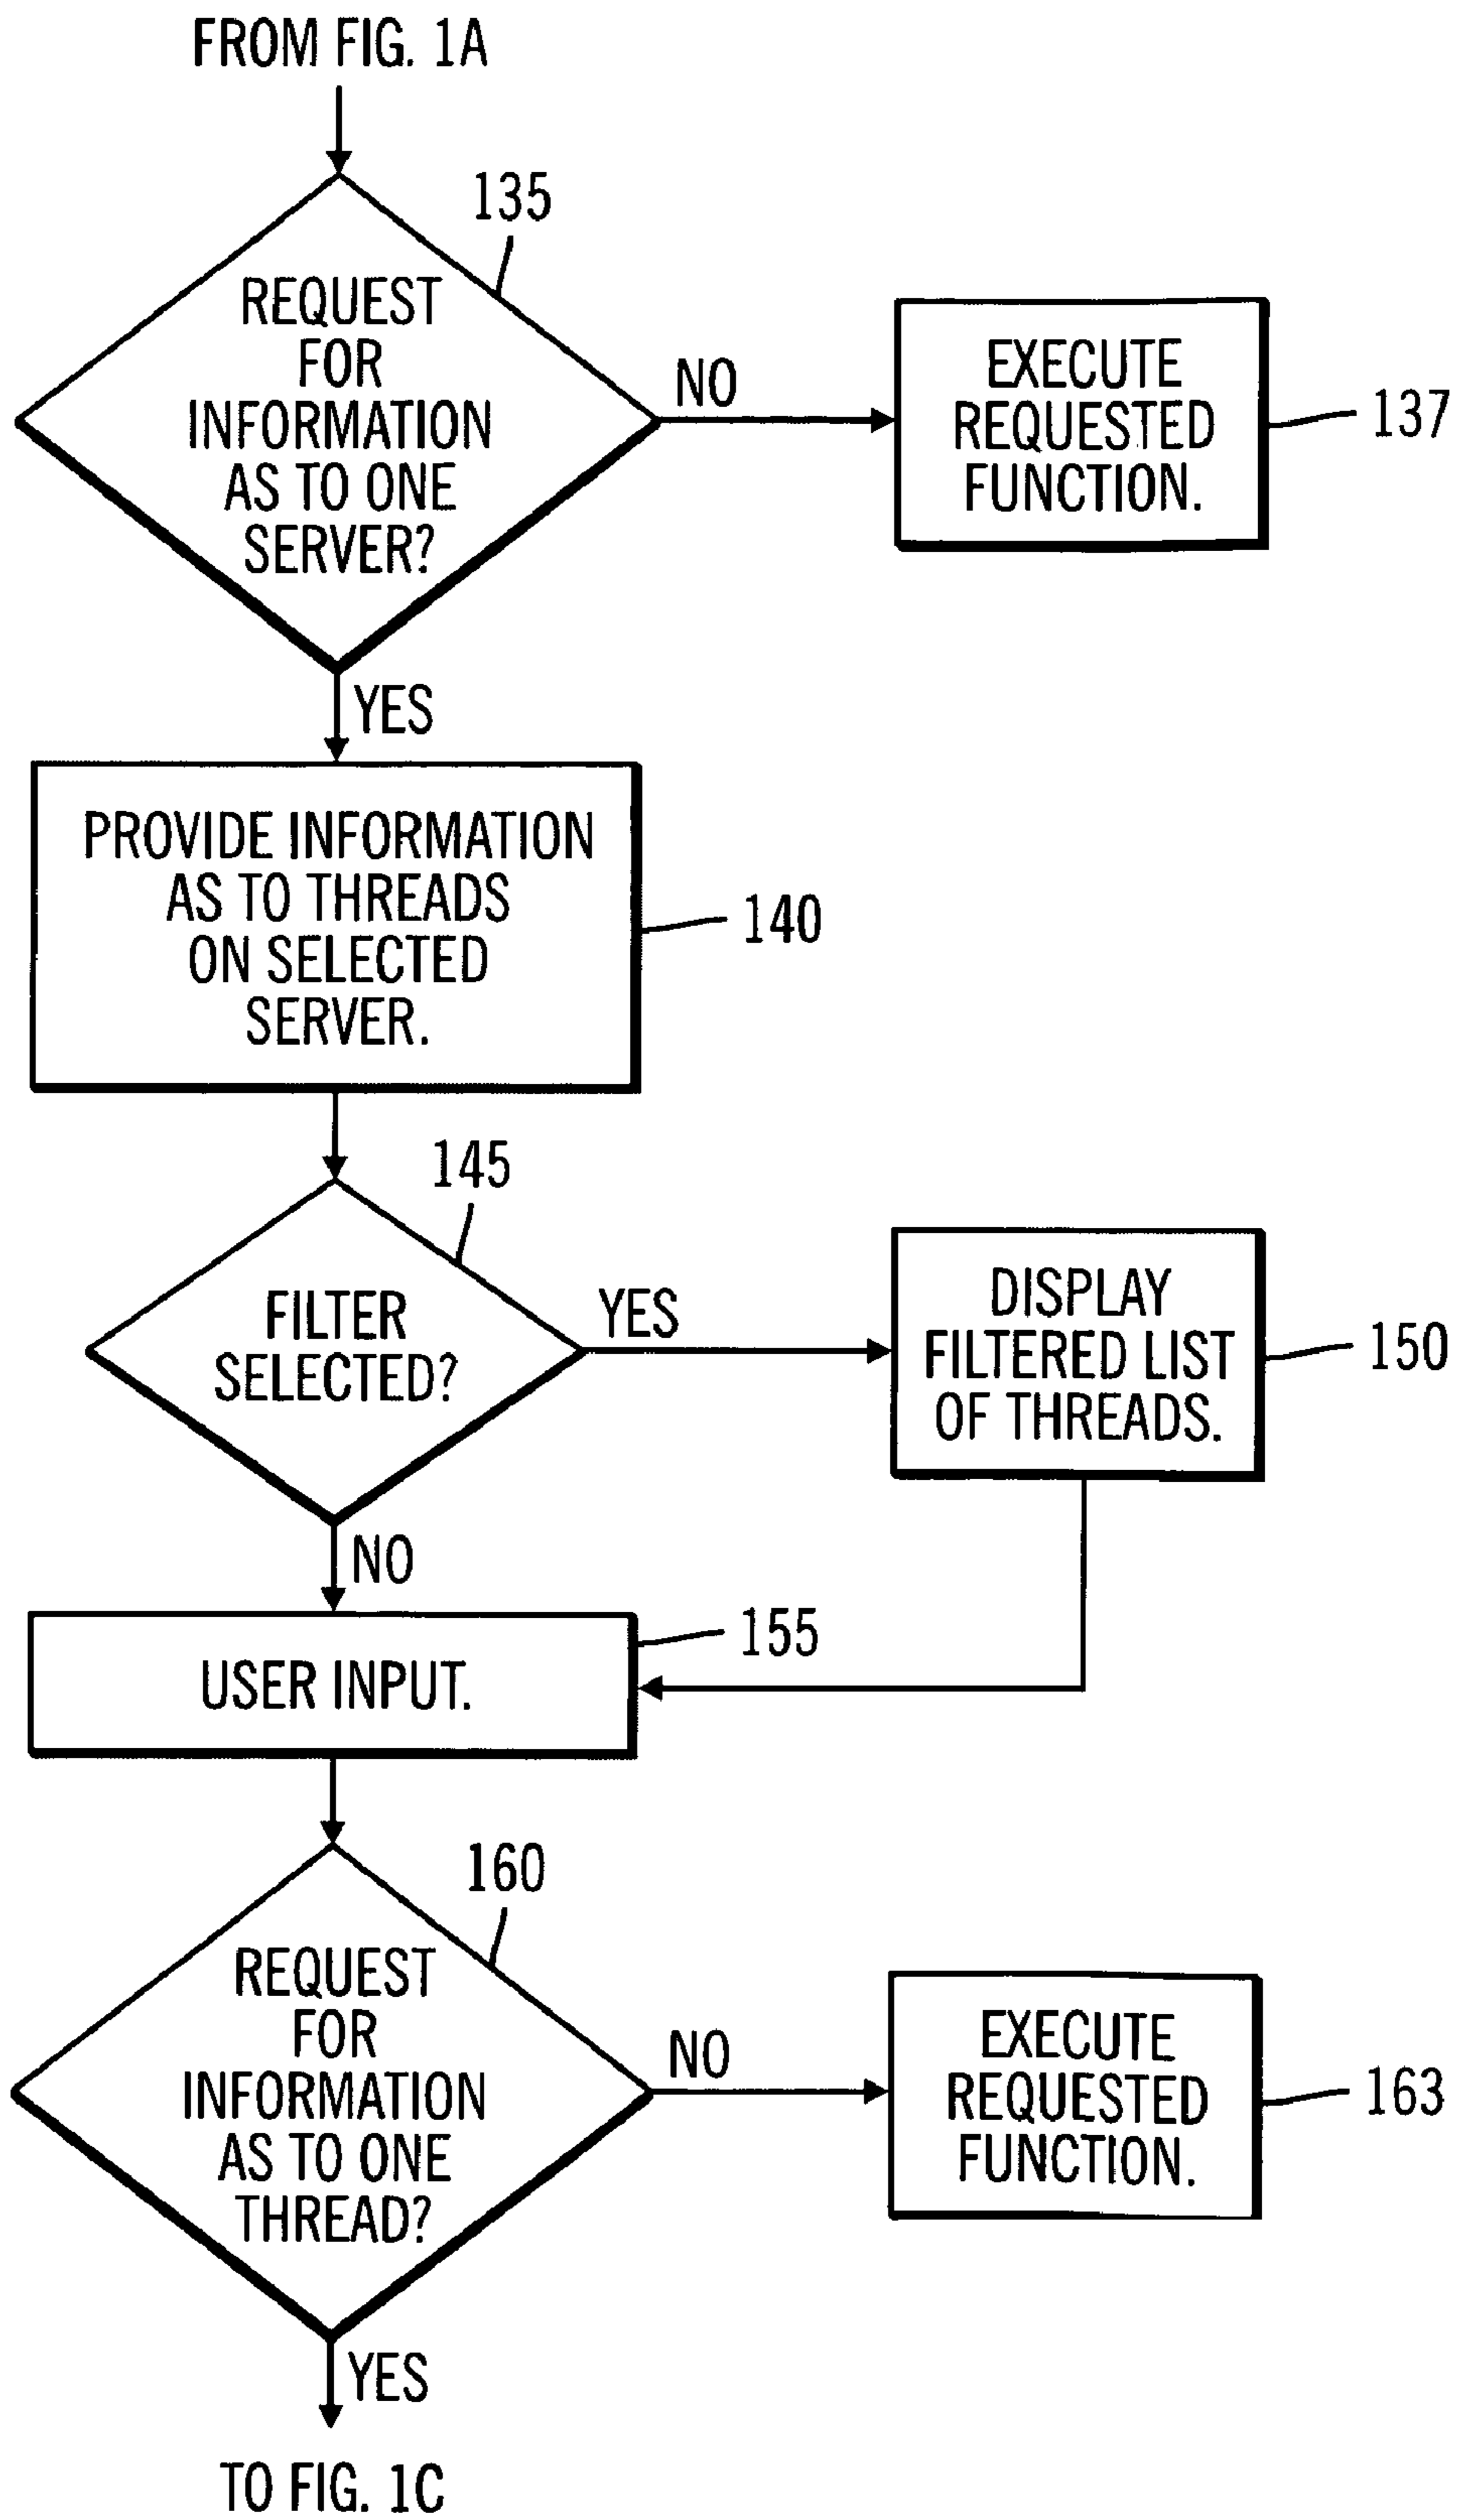 FROM FIG. 1A
135
REQUEST
FOR
INFORMATION
AS TO ONE
SERVER?
NO
EXECUTE
REQUESTED
FUNCTION.
137
YES
PROVIDE INFORMATION
AS TO THREADS
ON SELECTED
SERVER.
140
145
FILTER
SELECTED?
YES
DISPLAY
FILTERED LIST
OF THREADS.
150
NO
155
USER INPUT.
160
REQUEST
FOR
INFORMATION
AS TO ONE
THREAD?
NO
EXECUTE
REQUESTED
FUNCTION.
163
YES
TO FIG. 1C